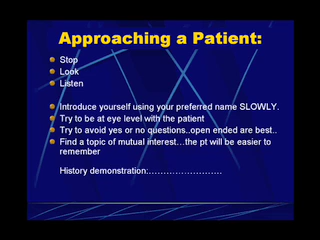 Approaching a Patient:
Stop
Look
Listen
Introduce yourself using your preferred name SLOWLY.
Try to be at eye level with the patient
Try to avoid yes or no questions..open ended are best..
Find a topic of mutual interest…the pt will be easier to
remember
History demonstration:…………………….